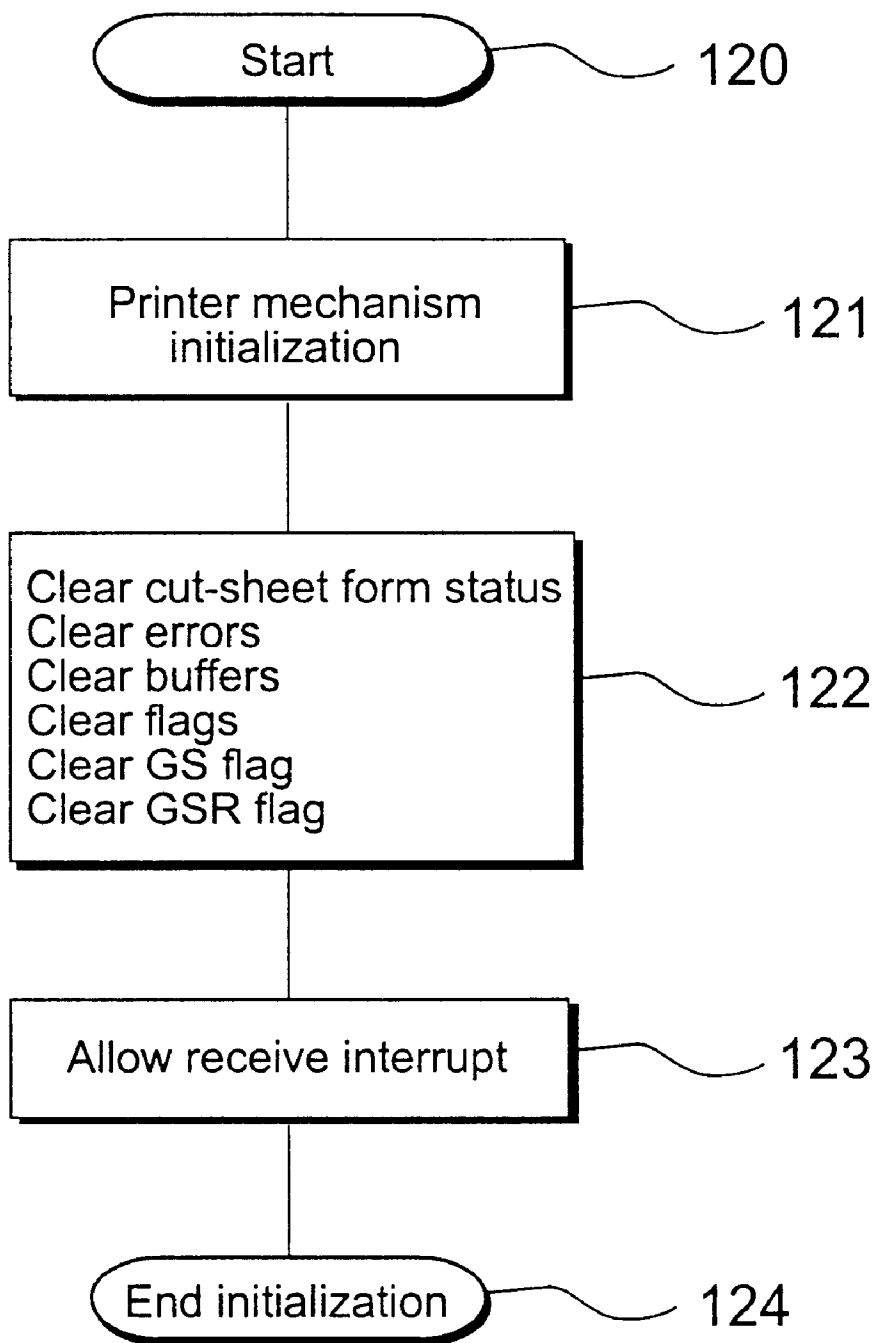 Start
120
Printer mechanism
initialization
121
Clear cut-sheet form status
Clear errors
Clear buffers
Clear flags
Clear GS flag
Clear GSR flag
122
Allow receive interrupt
123
End initialization
124